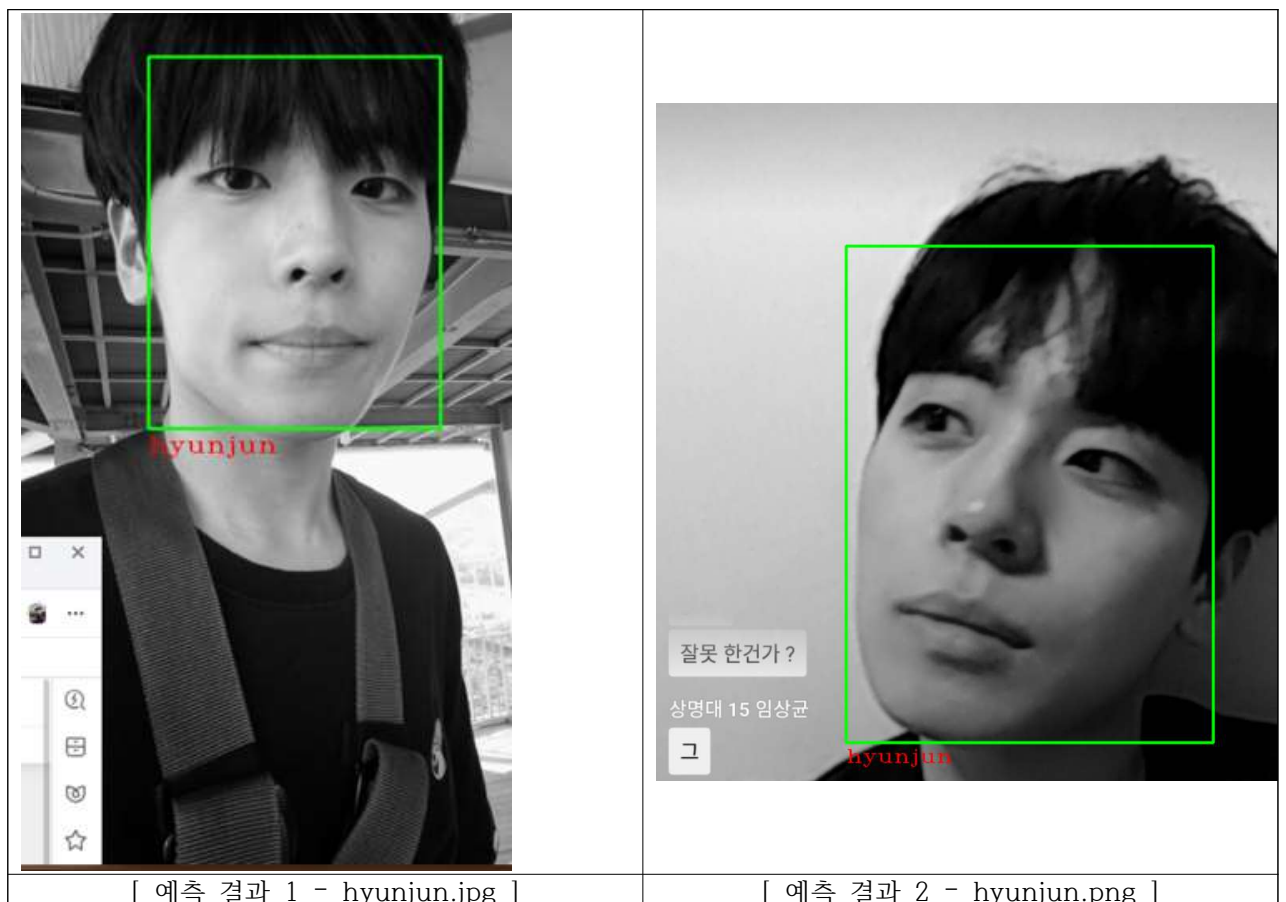 hyunjun
잘못 한건가 ?
상명대 15 임상균
그
hyunjun
[ 예측 결과 1 - hyunjun.jpg ]
[ 예측 결과 2 - hyunjun.png ]